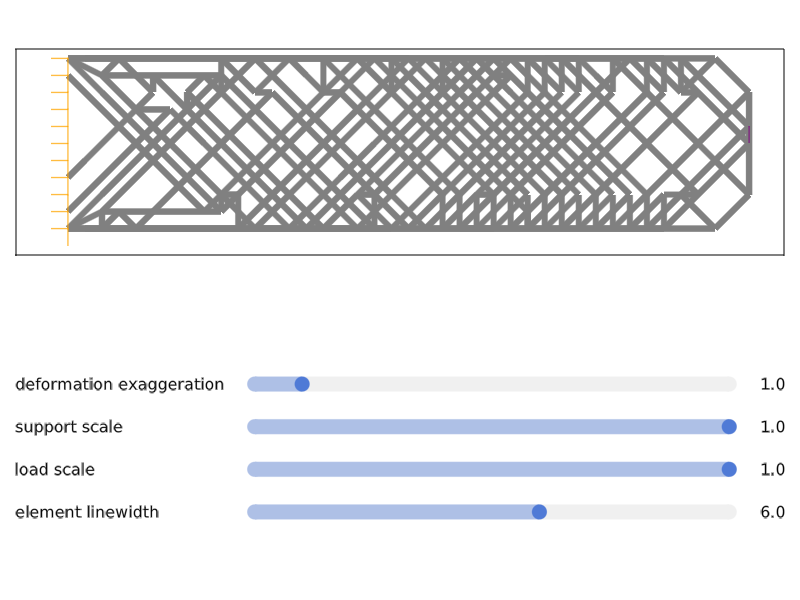 deformation exaggeration 1.0
support scale 1.0
load scale 1.0
element linewidth 6.0